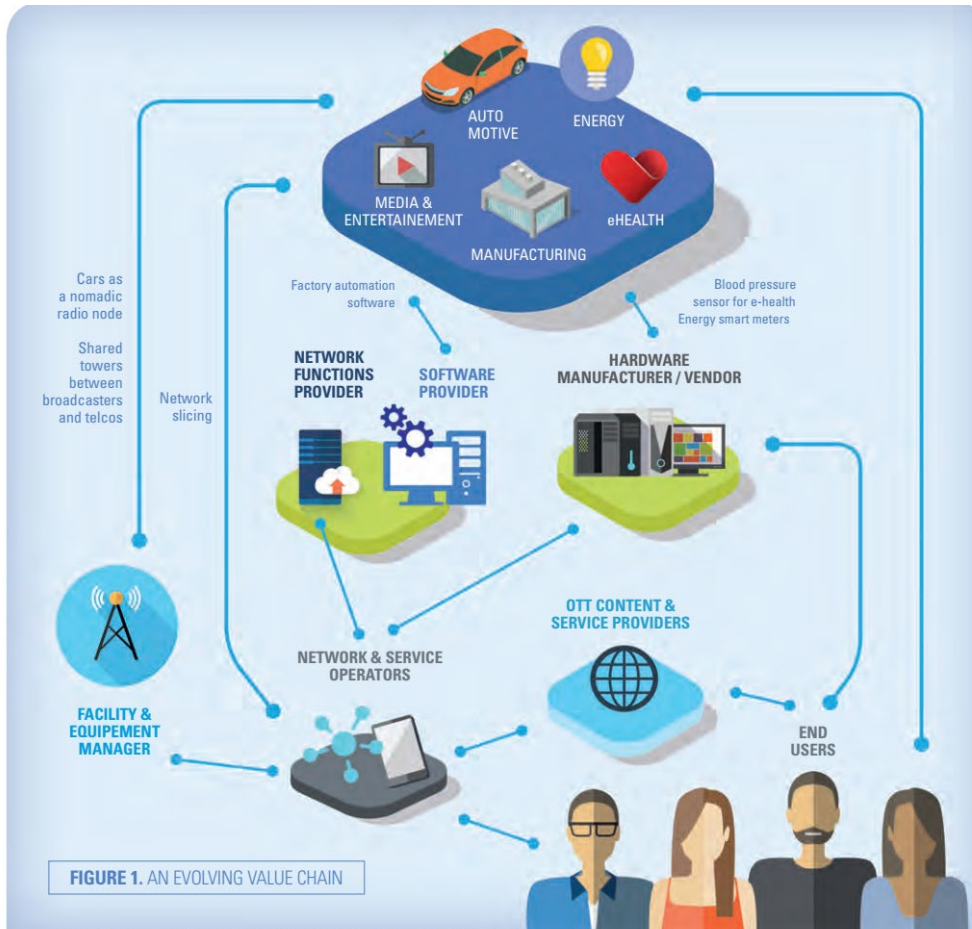 AUTO
MOTIVE
ENERGY
MEDIA &
ENTERTAINEMENT
eHEALTH
MANUFACTURING
Cars as
a nomadic
radio node
Shared
towers
between
broadcasters
and telcos
Network
slicing
Factory automation
software
Blood pressure
sensor for e-health
Energy smart meters
NETWORK
FUNCTIONS
PROVIDER
SOFTWARE
PROVIDER
HARDWARE
MANUFACTURER / VENDOR
OTT CONTENT &
SERVICE PROVIDERS
NETWORK & SERVICE
OPERATORS
FACILITY &
EQUIPEMENT
MANAGER
END
USERS
FIGURE 1. AN EVOLVING VALUE CHAIN